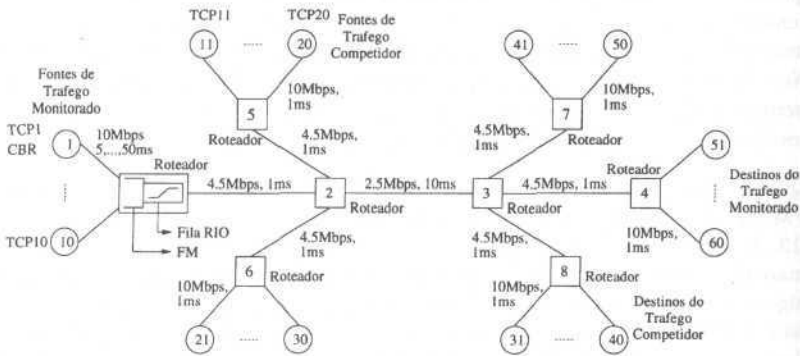 TCP11
TCP20
Fontes de
Trafego
Competidor
11
.....
20
41
.....
50
10Mbps,
1ms
10Mbps,
1ms
5
7
Roteador
Roteador
4.5Mbps,
1ms
4.5Mbps,
1ms
Fontes de
Trafego
Monitorado
TCP1
CBR
1
10Mbps
5,...,50ms
Roteador
4.5Mbps, 1ms
2
Roteador
2.5Mbps, 10ms
3
Roteador
4.5Mbps, 1ms
Roteador
4
51
Destinos do
Trafego
Monitorado
10Mbps,
1ms
60
TCP10
10
Fila RIO
FM
4.5Mbps,
1ms
4.5Mbps,
1ms
6
Roteador
8
Roteador
10Mbps,
1ms
10Mbps,
1ms
21
.....
30
31
.....
40
Destinos do
Trafego
Competidor